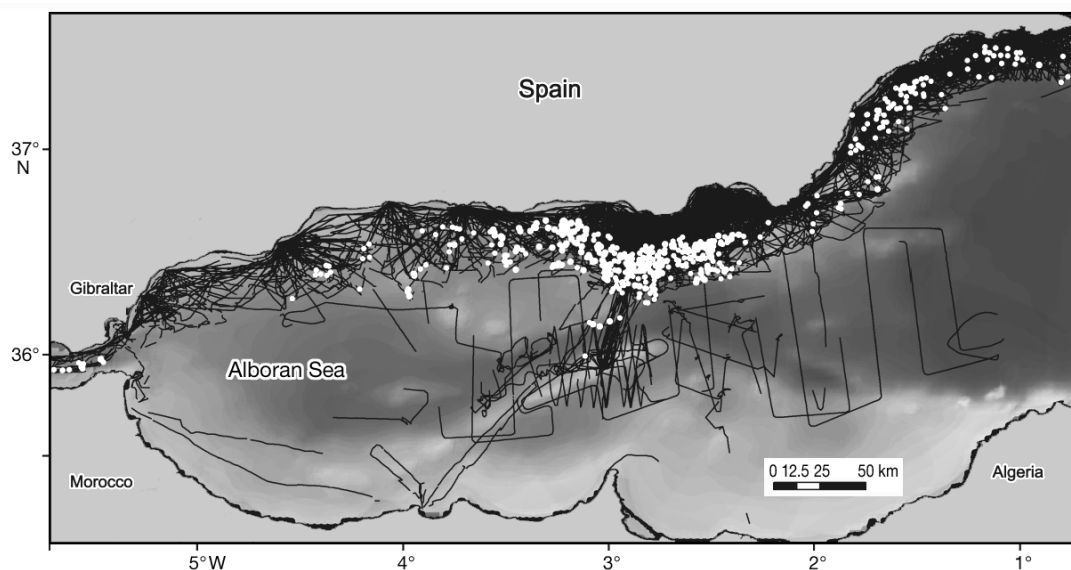 Spain
37°
N
Gibraltar
36°
Alboran Sea
0 12.5 25 50 km
Morocco
Algeria
5°W 4° 3° 2° 1°